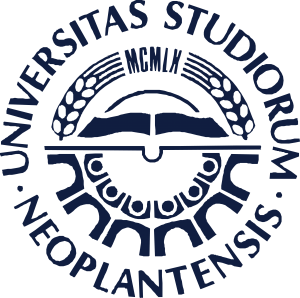 UNIVERSITAS STUDIORUM
MCMLX
· NEOPLANTENSIS ·